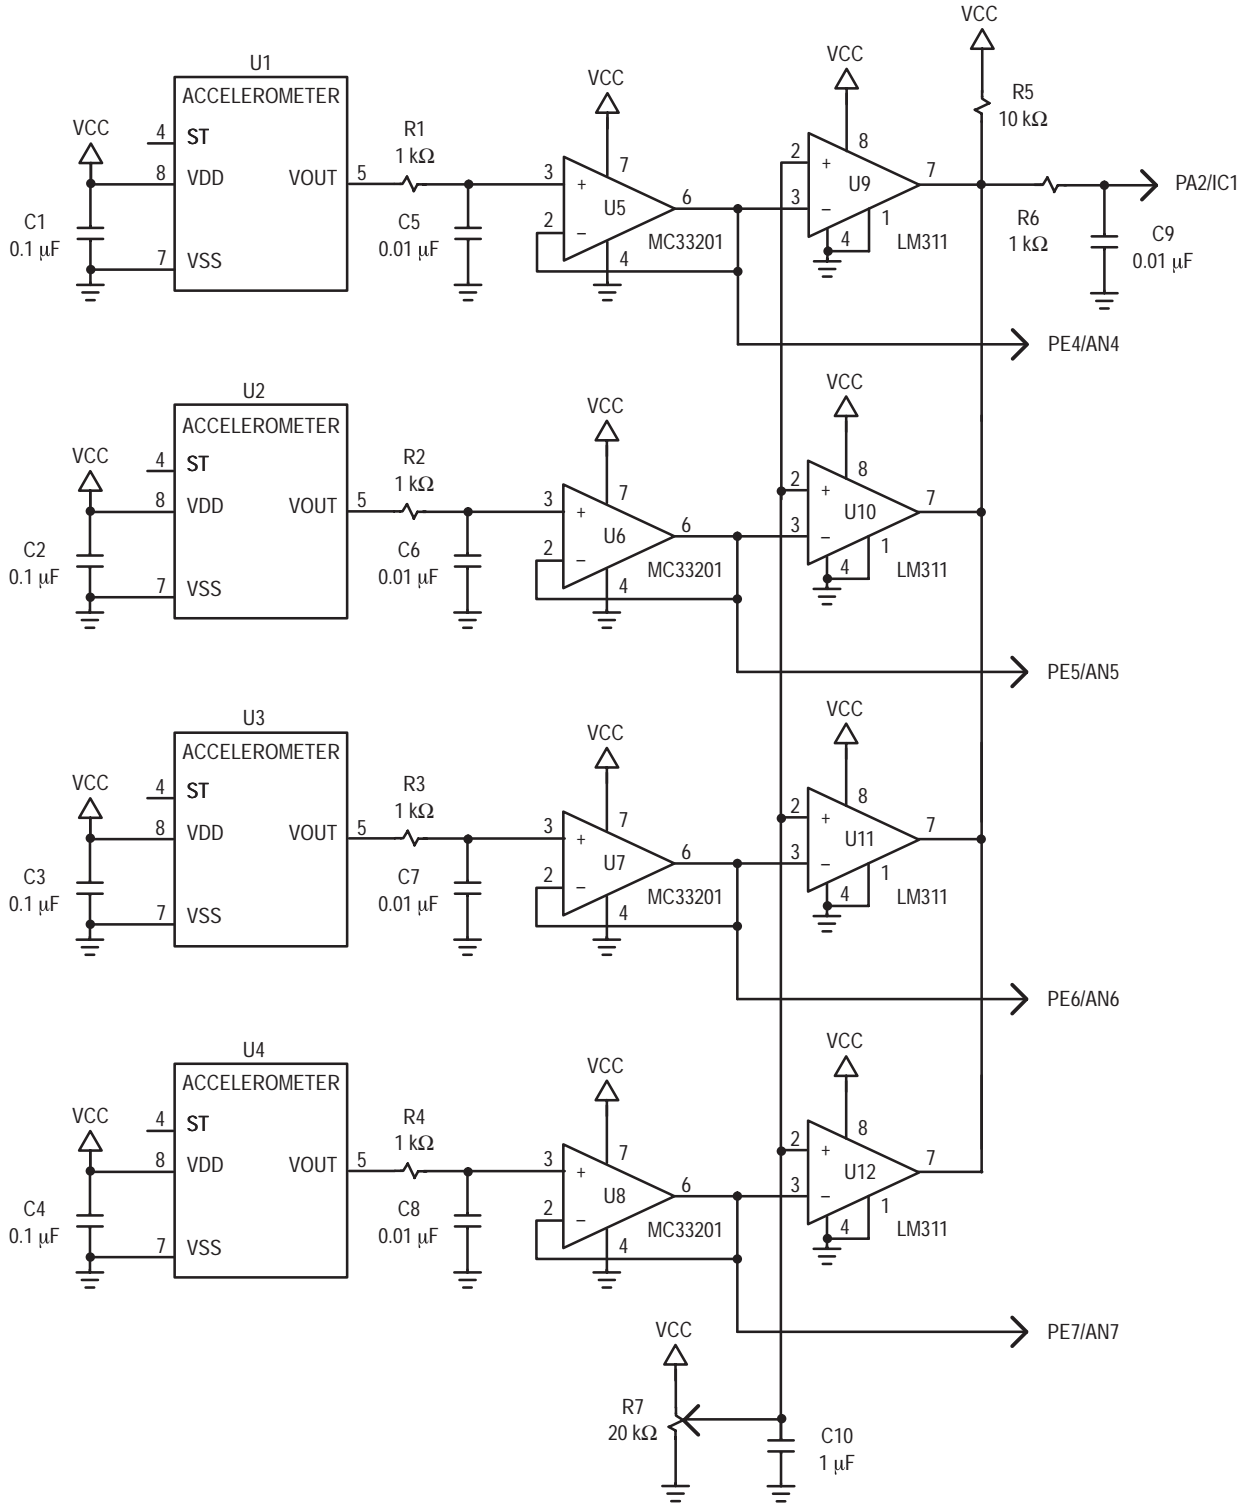 VCC
U1
VCC
ACCELEROMETER
VCC
R5
10 kΩ
VCC
4 ST
R1
1 kΩ
8
7
2 +
7
8 VDD VOUT 5
3 +
U5
U9
PA2/IC1
C1
0.1 μF
C5
0.01 μF
2 −
6
3 −
1
R6
1 kΩ
C9
0.01 μF
MC33201
4
LM311
7 VSS
4
PE4/AN4
U2
VCC
ACCELEROMETER
VCC
VCC
4 ST
R2
1 kΩ
8
7
2 +
7
8 VDD VOUT 5
3 +
U6
U10
C2
0.1 μF
C6
0.01 μF
2 −
6
3 −
1
MC33201
4
LM311
7 VSS
4
PE5/AN5
U3
VCC
ACCELEROMETER
VCC
VCC
4 ST
R3
1 kΩ
8
7
2 +
7
8 VDD VOUT 5
3 +
U7
U11
C3
0.1 μF
C7
0.01 μF
2 −
6
3 −
1
MC33201
4
LM311
7 VSS
4
PE6/AN6
U4
VCC
ACCELEROMETER
VCC
VCC
4 ST
R4
1 kΩ
8
7
2 +
7
8 VDD VOUT 5
3 +
U8
U12
C4
0.1 μF
C8
0.01 μF
2 −
6
3 −
1
MC33201
4
LM311
7 VSS
4
PE7/AN7
VCC
R7
20 kΩ
C10
1 μF